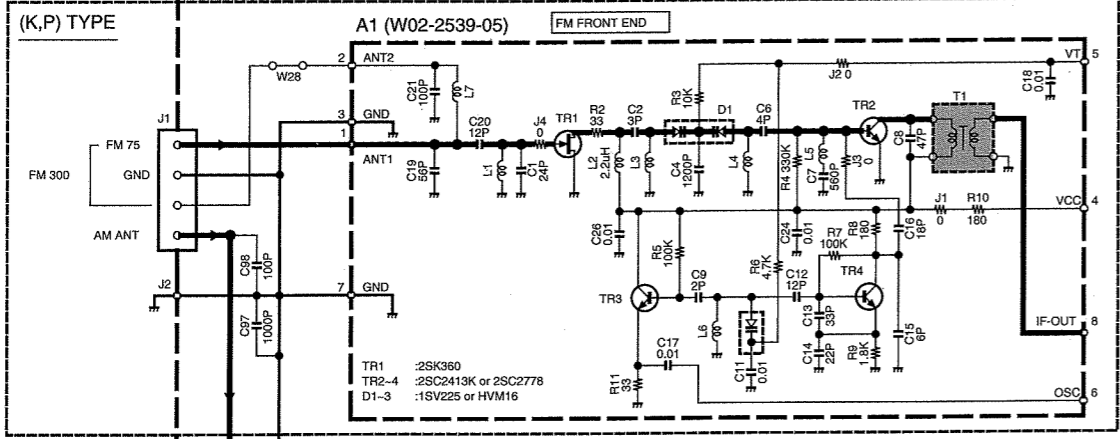 (K,P) TYPE
A1 (W02-2539-05)
FM FRONT END
2
ANT2
W28
C21
100P
L7
3
GND
1
ANT1
J1
FM 75
GND
FM 300
AM ANT
J2
C98
100P
C97
1000P
7
GND
C19
56P
C20
12P
L1
C1
24P
J4
0
TR1
R2
33
C2
3P
L2
2.2uH
L3
R3
10K
D1
C4
1200P
L4
C6
4P
R4 330K
L5
C7
560P
J3
0
TR2
J2 0
C18
0.01
VT
5
C8
47P
T1
VCC
4
J1
0
R10
180
C26
0.01
R5
100K
C24
0.01
R6
4.7K
R7
100K
R8
180
C16
18P
TR3
C9
2P
L6
C12
12P
TR4
C13
33P
C14
22P
R9
1.8K
C15
6P
C11
0.01
C17
0.01
R11
33
IF-OUT
8
OSC
6
TR1 :2SK360
TR2~4 :2SC2413K or 2SC2778
D1~3 :1SV225 or HVM16